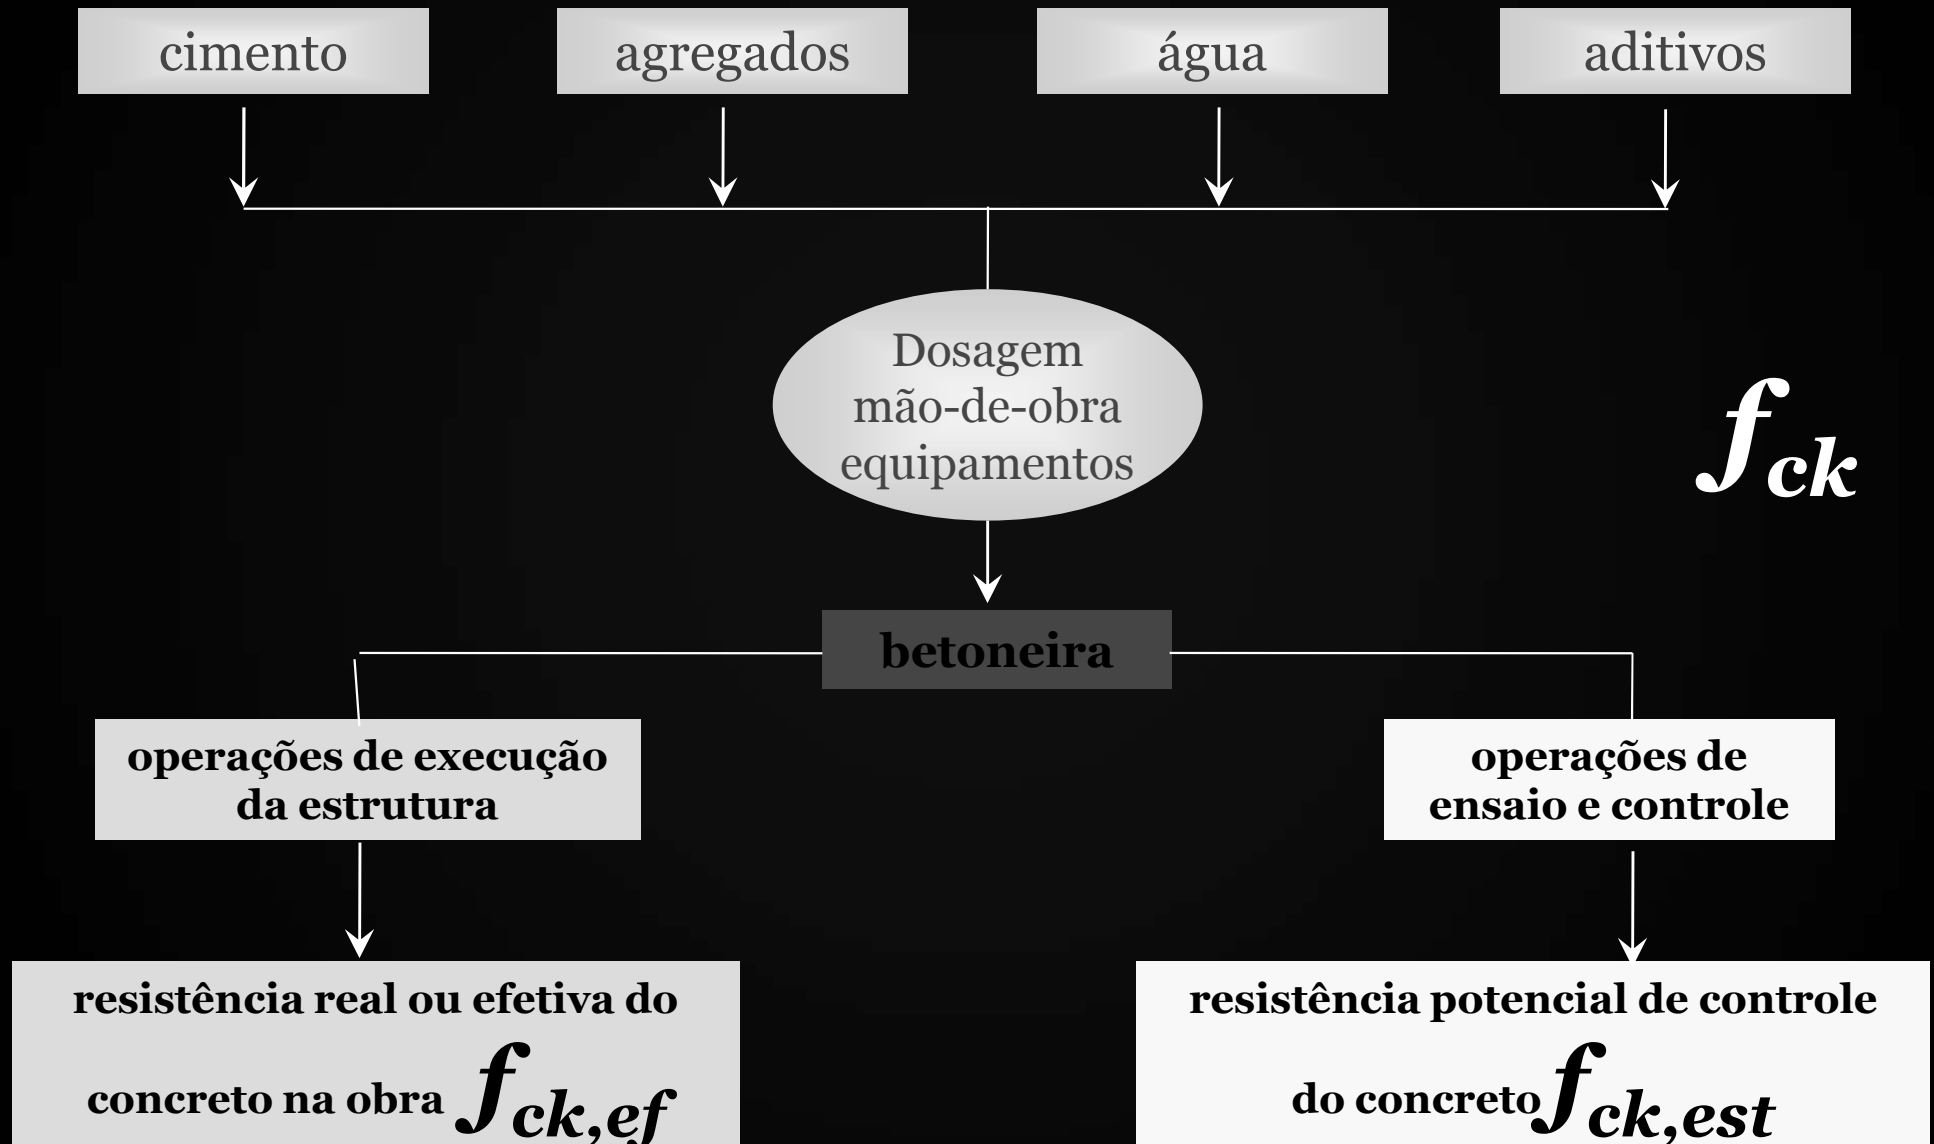 cimento
agregados
água
aditivos
Dosagem
mão-de-obra
equipamentos
fck
betoneira
operações de execução
da estrutura
operações de
ensaio e controle
resistência real ou efetiva do
concreto na obra fck,ef
resistência potencial de controle
do concreto fck,est